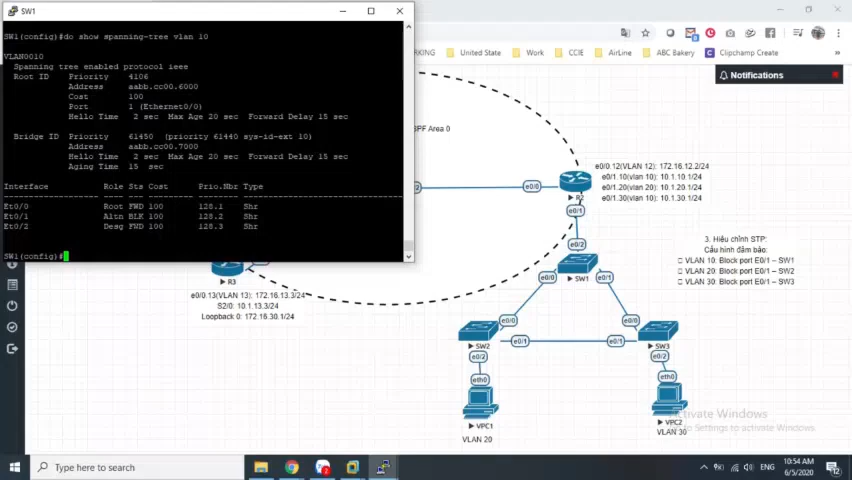 SW1
SW1(config)#do show spanning-tree vlan 10
VLAN0010
Spanning tree enabled protocol ieee
Root ID Priority 4106
Address aabb.cc00.6000
Cost 100
Port 1 (Ethernet0/0)
Hello Time 2 sec Max Age 20 sec Forward Delay 15 sec
Bridge ID Priority 61450 (priority 61440 sys-id-ext 10)
Address aabb.cc00.7000
Hello Time 2 sec Max Age 20 sec Forward Delay 15 sec
Aging Time 15 sec
Interface Role Sts Cost Prio.Nbr Type
Et0/0 Root FWD 100 128.1 Shr
Et0/1 Altn BLK 100 128.2 Shr
Et0/2 Desg FWD 100 128.3 Shr
SW1(config)#
United State
Work
CCIE
AirLine
ABC Bakery
Clipchamp Create
»
Notifications
PF Area 0
e0/0
R2
e0/0.12(VLAN 12): 172.16.12.2/24
e0/1.10(vlan 10): 10.1.10.1/24
e0/1.20(vlan 20): 10.1.20.1/24
e0/1.30(vlan 10): 10.1.30.1/24
e0/1
e0/2
SW1
3. Hiệu chỉnh STP:
Cấu hình đảm bảo:
VLAN 10: Block port E0/1 – SW1
VLAN 20: Block port E0/1 – SW2
VLAN 30: Block port E0/1 – SW3
R3
e0/0.13(VLAN 13): 172.16.13.3/24
S2/0: 10.1.13.3/24
Loopback 0: 172.16.30.1/24
e0/0
e0/1
e0/0
e0/0
SW2
e0/1
e0/1
SW3
e0/2
e0/2
eth0
eth0
VPC1
VLAN 20
VPC2
VLAN 30
Activate Windows
to Settings to activate Windows.
Type here to search
2
ENG
10:54 AM
6/5/2020
12